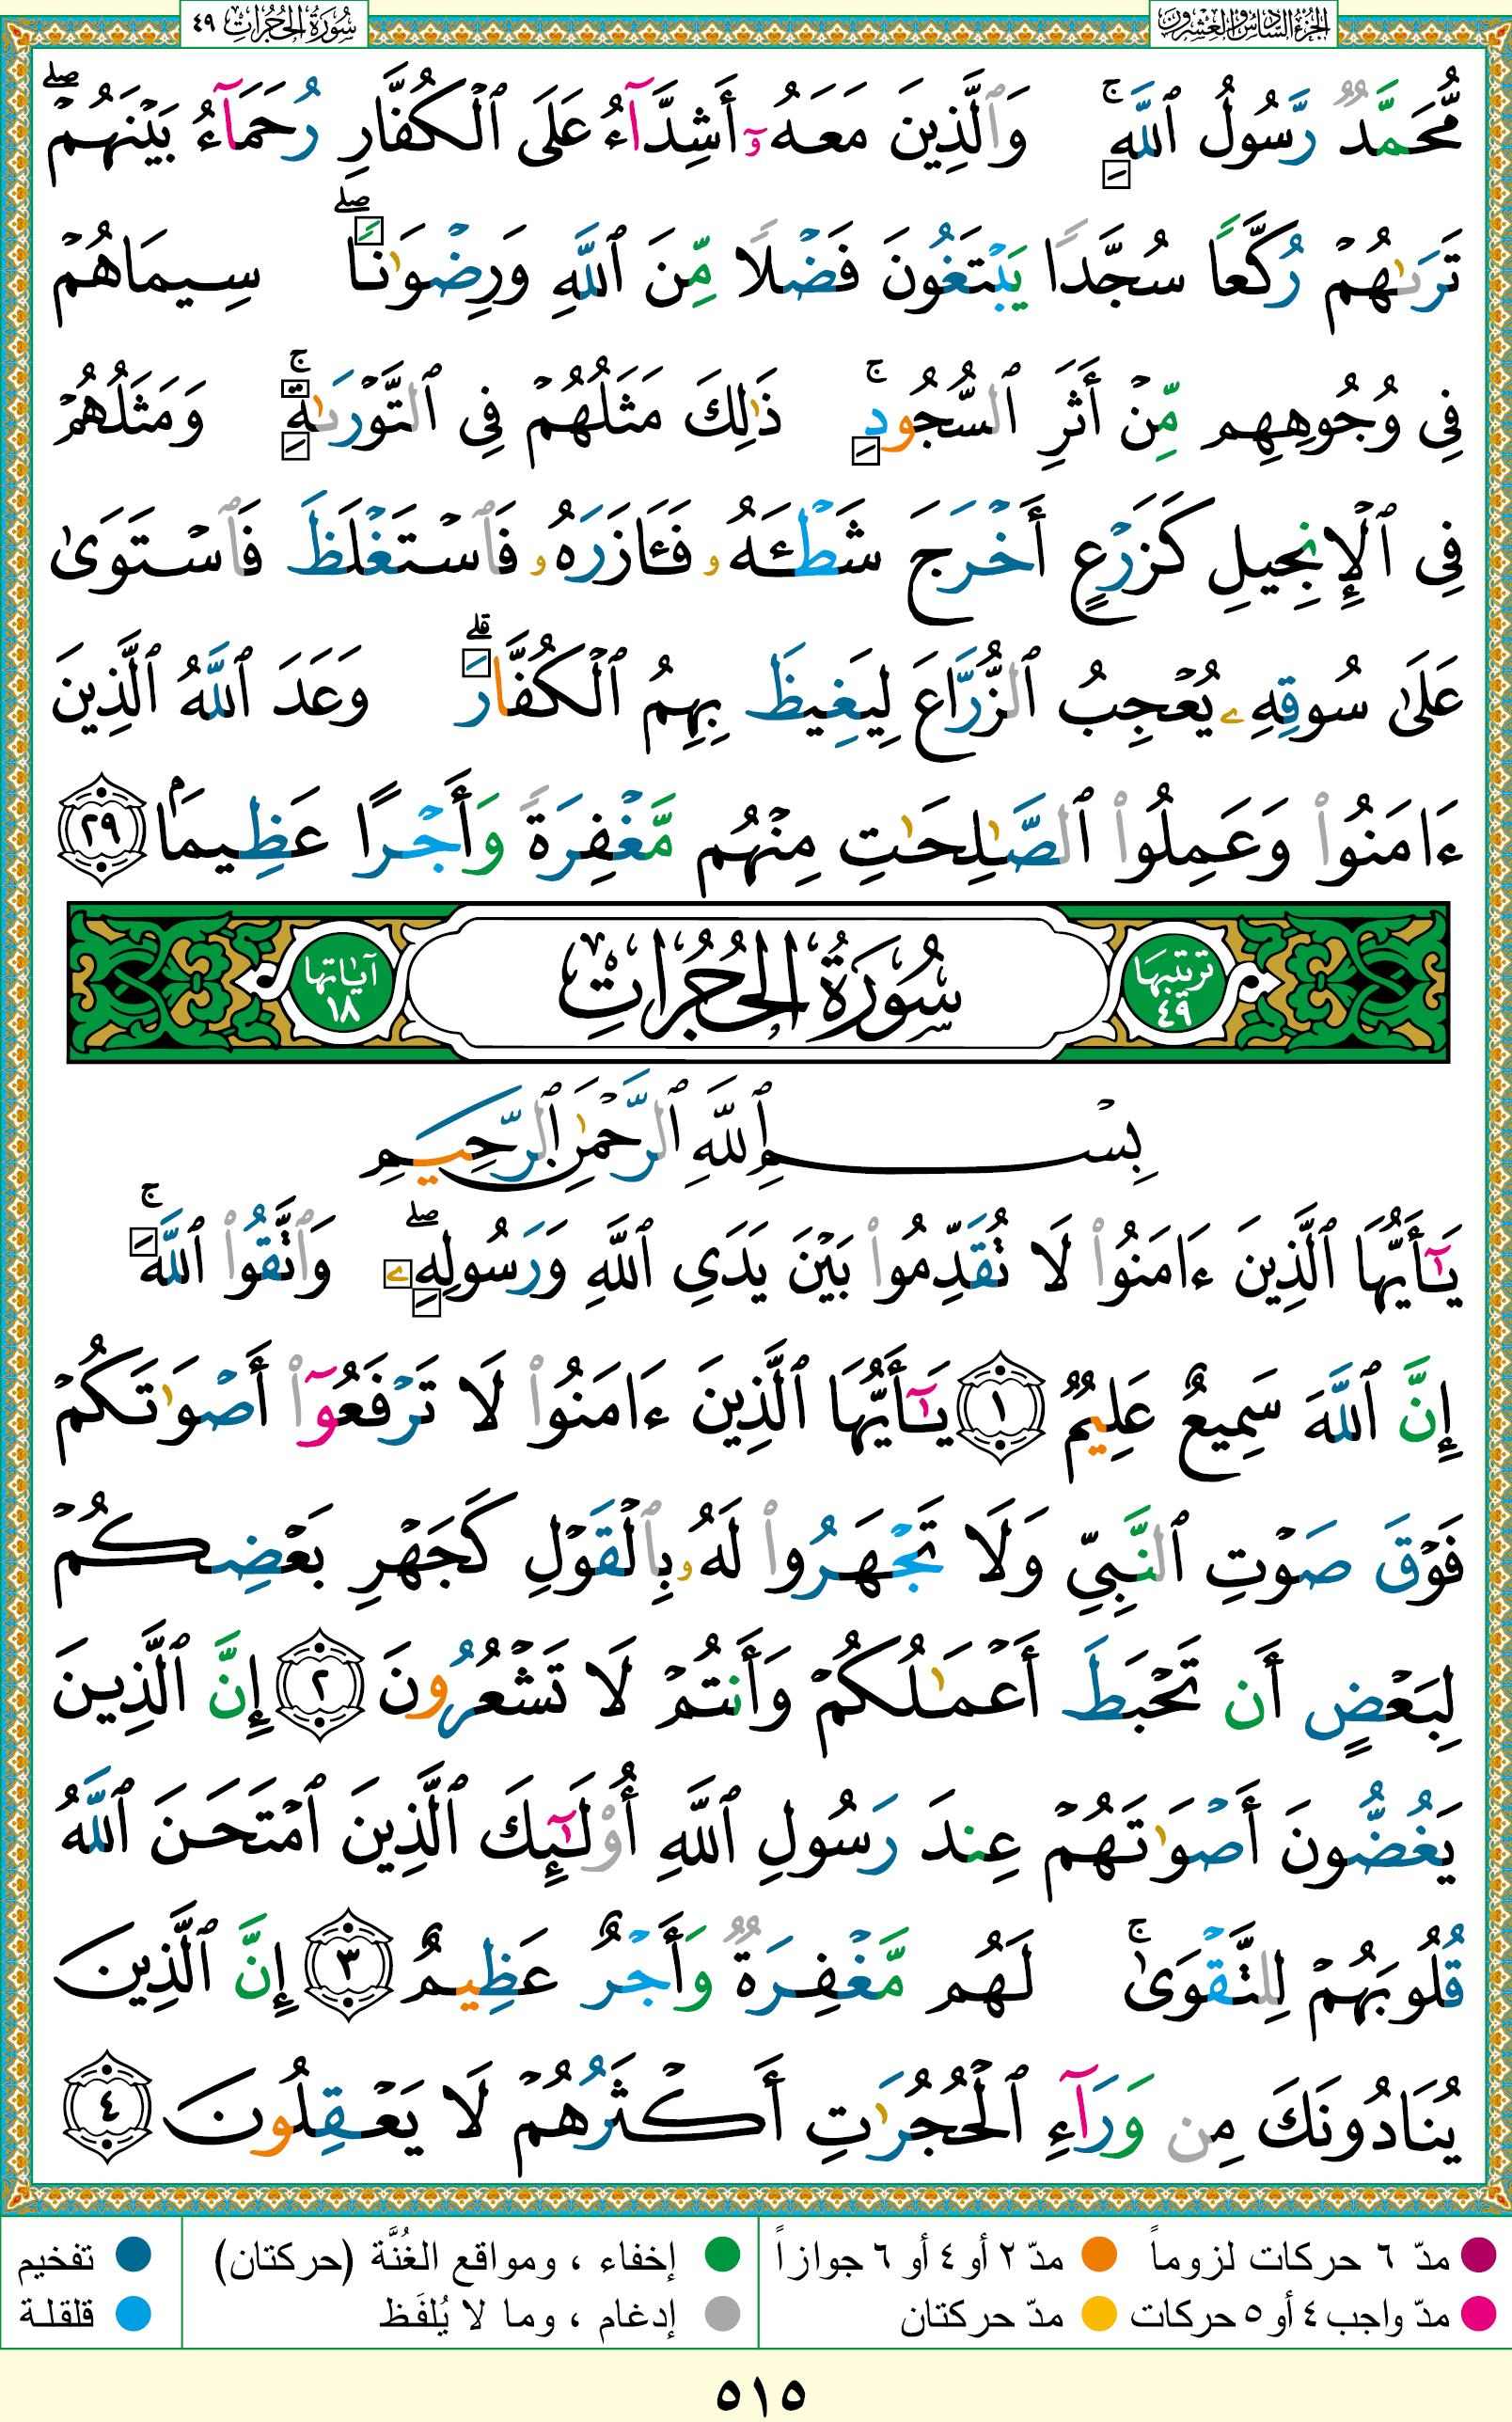 الجزء السادس والعشرون
سورة الحجرات ٤٩
مُّحَمَّدٌ رَّسُولُ ٱللَّهِۚ وَٱلَّذِينَ مَعَهُۥٓ أَشِدَّآءُ عَلَى ٱلْكُفَّارِ رُحَمَآءُ بَيْنَهُمْۖ
تَرَىٰهُمْ رُكَّعًا سُجَّدًا يَبْتَغُونَ فَضْلًا مِّنَ ٱللَّهِ وَرِضْوَٰنًاۖ سِيمَاهُمْ
فِى وُجُوهِهِم مِّنْ أَثَرِ ٱلسُّجُودِۚ ذَٰلِكَ مَثَلُهُمْ فِى ٱلتَّوْرَىٰةِۚ وَمَثَلُهُمْ
فِى ٱلْإِنجِيلِ كَزَرْعٍ أَخْرَجَ شَطْـَٔهُۥ فَـَٔازَرَهُۥ فَٱسْتَغْلَظَ فَٱسْتَوَىٰ
عَلَىٰ سُوقِهِۦ يُعْجِبُ ٱلزُّرَّاعَ لِيَغِيظَ بِهِمُ ٱلْكُفَّارَۗ وَعَدَ ٱللَّهُ ٱلَّذِينَ
ءَامَنُوا۟ وَعَمِلُوا۟ ٱلصَّٰلِحَٰتِ مِنْهُم مَّغْفِرَةً وَأَجْرًا عَظِيمًۢا ٢٩
ترتيبها ٤٩
سُورَةُ الحُجُرَاتِ
آياتها ١٨
بِسْمِ ٱللَّهِ ٱلرَّحْمَٰنِ ٱلرَّحِيمِ
يَٰٓأَيُّهَا ٱلَّذِينَ ءَامَنُوا۟ لَا تُقَدِّمُوا۟ بَيْنَ يَدَىِ ٱللَّهِ وَرَسُولِهِۦۖ وَٱتَّقُوا۟ ٱللَّهَۚ
إِنَّ ٱللَّهَ سَمِيعٌ عَلِيمٌ ١ يَٰٓأَيُّهَا ٱلَّذِينَ ءَامَنُوا۟ لَا تَرْفَعُوٓا۟ أَصْوَٰتَكُمْ
فَوْقَ صَوْتِ ٱلنَّبِىِّ وَلَا تَجْهَرُوا۟ لَهُۥ بِٱلْقَوْلِ كَجَهْرِ بَعْضِكُمْ
لِبَعْضٍ أَن تَحْبَطَ أَعْمَٰلُكُمْ وَأَنتُمْ لَا تَشْعُرُونَ ٢ إِنَّ ٱلَّذِينَ
يَغُضُّونَ أَصْوَٰتَهُمْ عِندَ رَسُولِ ٱللَّهِ أُو۟لَٰٓئِكَ ٱلَّذِينَ ٱمْتَحَنَ ٱللَّهُ
قُلُوبَهُمْ لِلتَّقْوَىٰۚ لَهُم مَّغْفِرَةٌ وَأَجْرٌ عَظِيمٌ ٣ إِنَّ ٱلَّذِينَ
يُنَادُونَكَ مِن وَرَآءِ ٱلْحُجُرَٰتِ أَكْثَرُهُمْ لَا يَعْقِلُونَ ٤
مدّ ٦ حركات لزوماً مدّ ٢ أو ٤ أو ٦ جوازاً إخفاء ، ومواقع الغُنَّة (حركتان) تفخيم
مدّ واجب ٤ أو ٥ حركات مدّ حركتان إدغام ، وما لا يُلفَظ قلقلة
٥١٥